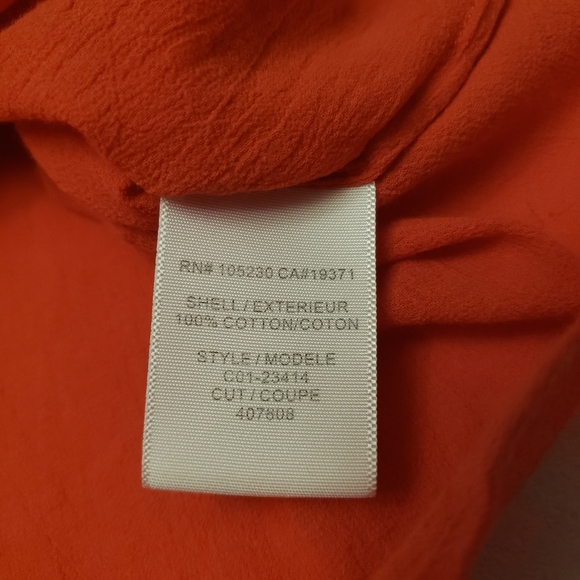 RN# 105230 CA#19371
SHELL/EXTERIEUR
100% COTTON/COTON
STYLE/MODELE
C01-23414
CUT/COUPE
407808